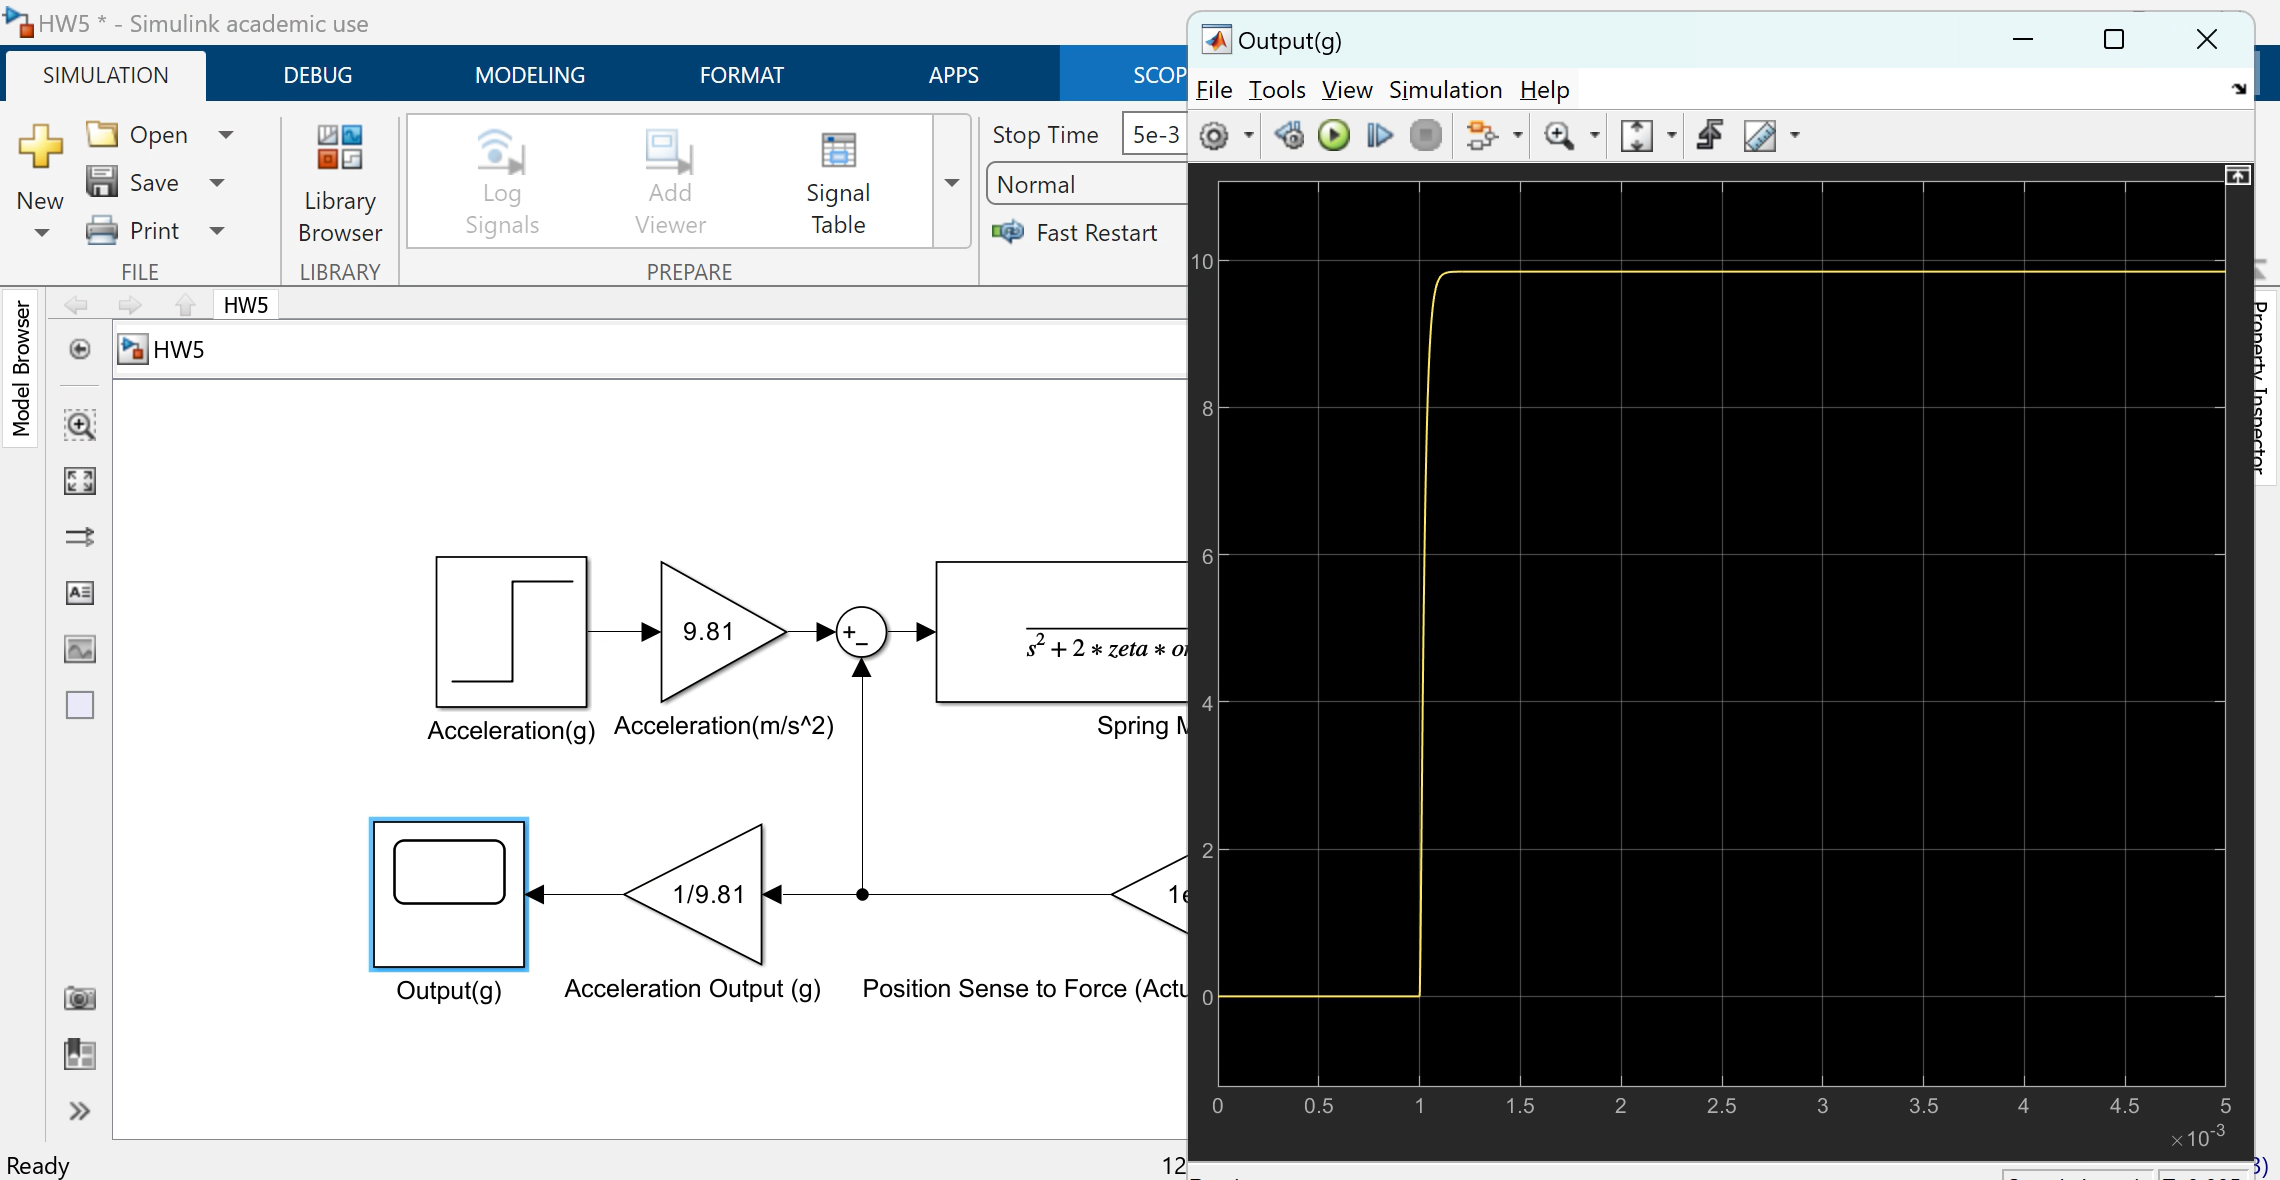 HW5 * - Simulink academic use
SIMULATION DEBUG MODELING FORMAT APPS SCOP
New
Open
Save
Print
FILE
Library
Browser
LIBRARY
Log
Signals
Add
Viewer
Signal
Table
PREPARE
Stop Time 5e-3
Normal
Fast Restart
Model Browser
HW5
HW5
9.81
+
−
s² + 2 * zeta * o
Acceleration(g)
Acceleration(m/s^2)
Spring M
1/9.81
1e
Output(g)
Acceleration Output (g)
Position Sense to Force (Actu
Ready
12
Output(g)
File Tools View Simulation Help
10
8
6
4
2
0
0 0.5 1 1.5 2 2.5 3 3.5 4 4.5 5
×10⁻³
Property Inspector
3)